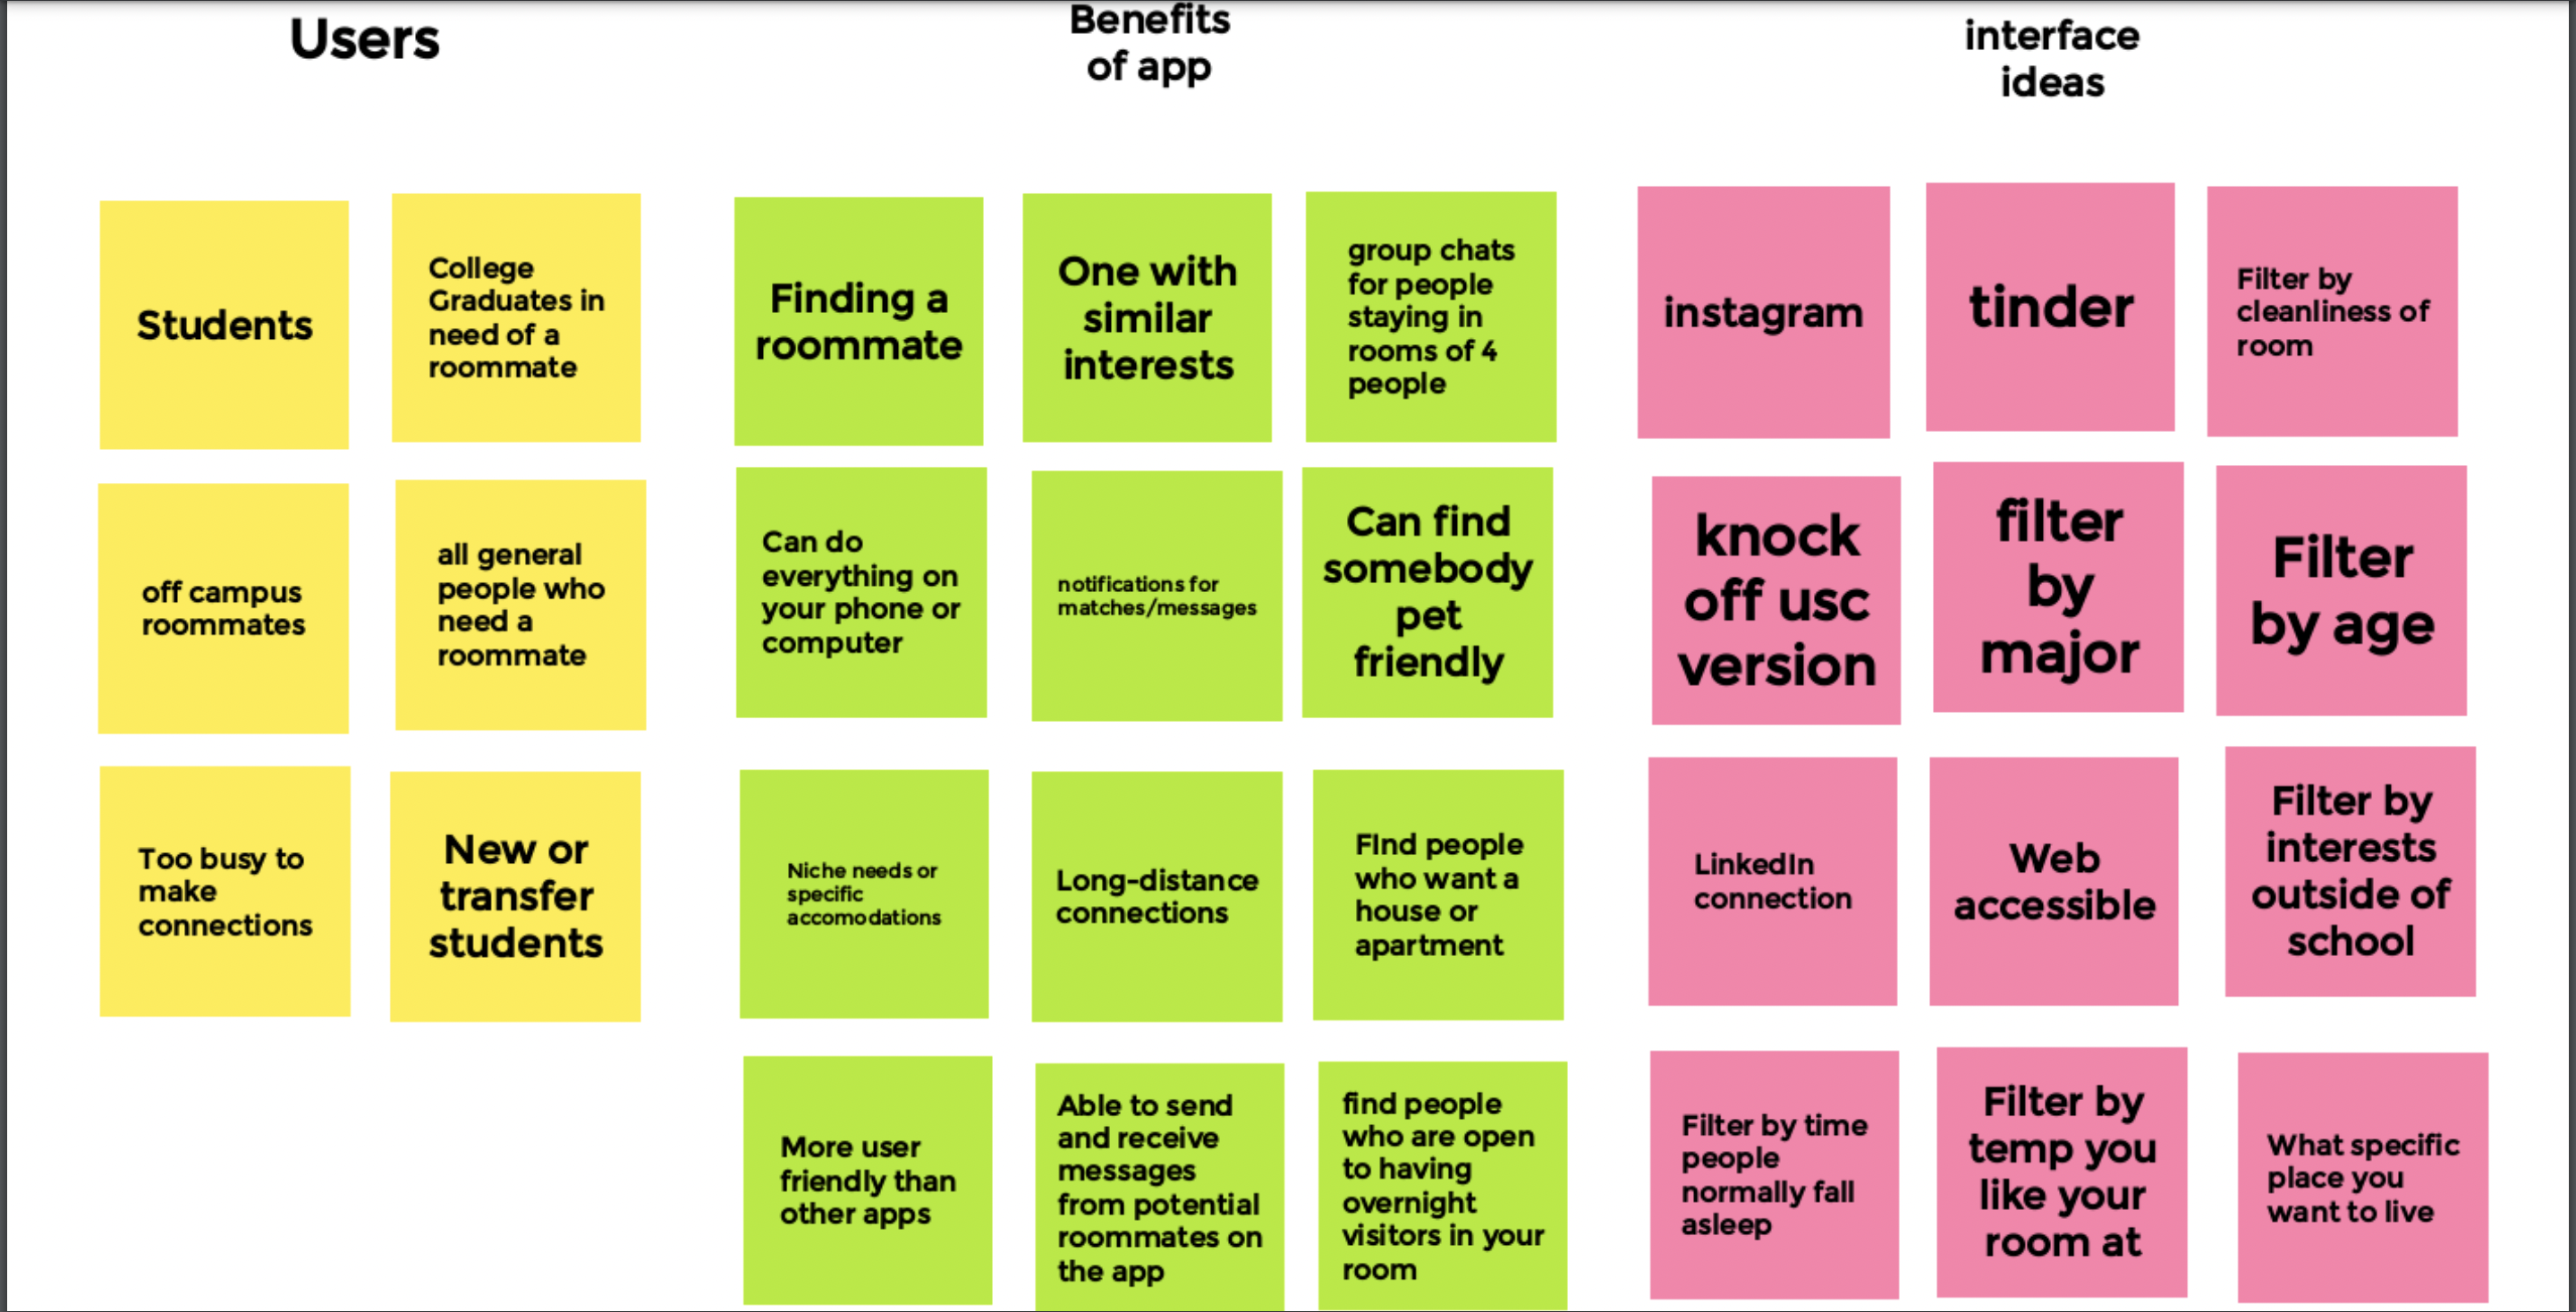 Users
Benefits
of app
interface
ideas
Students
College
Graduates in
need of a
roommate
off campus
roommates
all general
people who
need a
roommate
Too busy to
make
connections
New or
transfer
students
Finding a
roommate
One with
similar
interests
group chats
for people
staying in
rooms of 4
people
Can do
everything on
your phone or
computer
notifications for
matches/messages
Can find
somebody
pet
friendly
Niche needs or
specific
accomodations
Long-distance
connections
FInd people
who want a
house or
apartment
More user
friendly than
other apps
Able to send
and receive
messages
from potential
roommates on
the app
find people
who are open
to having
overnight
visitors in your
room
instagram
tinder
Filter by
cleanliness of
room
knock
off usc
version
filter
by
major
Filter
by age
LinkedIn
connection
Web
accessible
Filter by
interests
outside of
school
Filter by time
people
normally fall
asleep
Filter by
temp you
like your
room at
What specific
place you
want to live